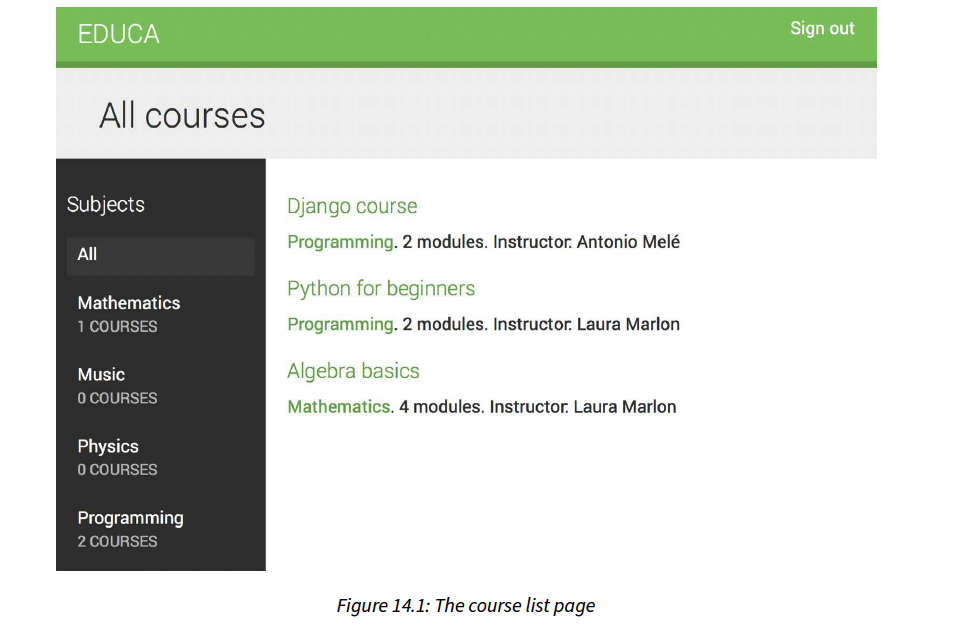 EDUCA
Sign out
All courses
Subjects
All
Mathematics
1 COURSES
Music
0 COURSES
Physics
0 COURSES
Programming
2 COURSES
Django course
Programming. 2 modules. Instructor: Antonio Melé
Python for beginners
Programming. 2 modules. Instructor: Laura Marlon
Algebra basics
Mathematics. 4 modules. Instructor: Laura Marlon
Figure 14.1: The course list page